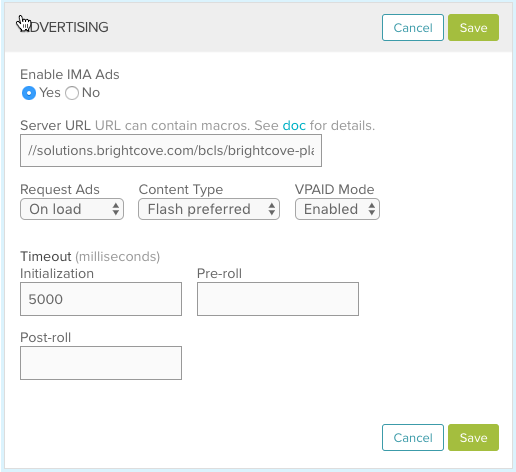 ADVERTISING
Cancel Save
Enable IMA Ads
Yes No
Server URL URL can contain macros. See doc for details.
//solutions.brightcove.com/bcls/brightcove-pla
Request Ads Content Type VPAID Mode
On load Flash preferred Enabled
Timeout (milliseconds)
Initialization Pre-roll
5000
Post-roll
Cancel Save